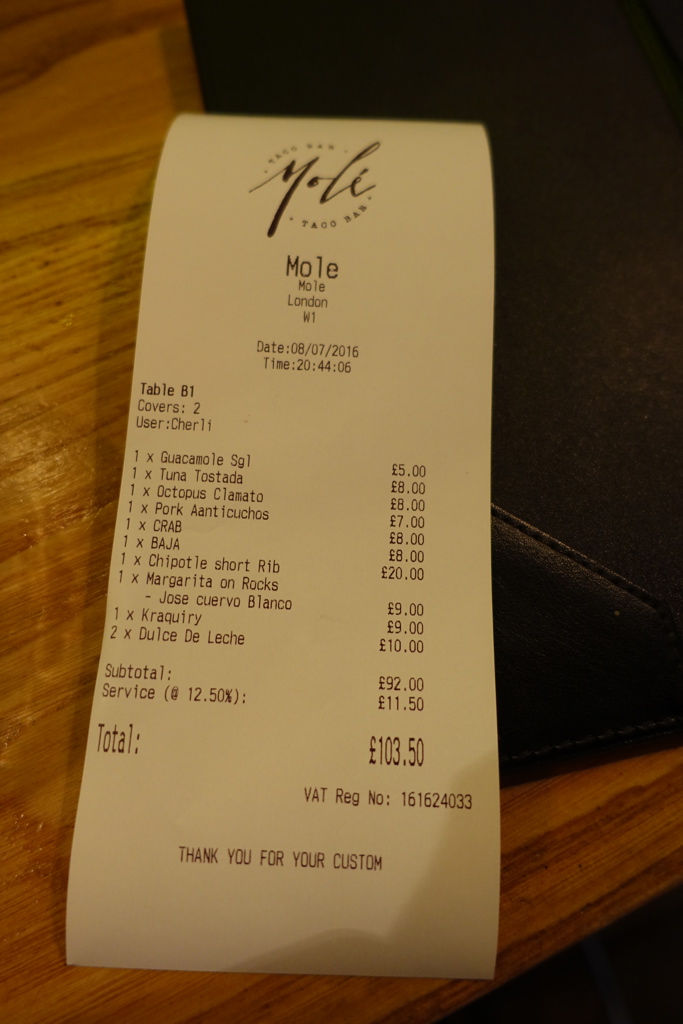 · TACO BAR ·
Molé
· TACO BAR ·
Mole
Mole
London
W1
Date:08/07/2016
Time:20:44:06
Table B1
Covers: 2
User:Cherli
1 x Guacamole Sgl £5.00
1 x Tuna Tostada £8.00
1 x Octopus Clamato £8.00
1 x Pork Aanticuchos £7.00
1 x CRAB £8.00
1 x BAJA £8.00
1 x Chipotle short Rib £20.00
1 x Margarita on Rocks
- Jose cuervo Blanco £9.00
1 x Kraquiry £9.00
2 x Dulce De Leche £10.00
Subtotal: £92.00
Service (@ 12.50%): £11.50
Total: £103.50
VAT Reg No: 161624033
THANK YOU FOR YOUR CUSTOM